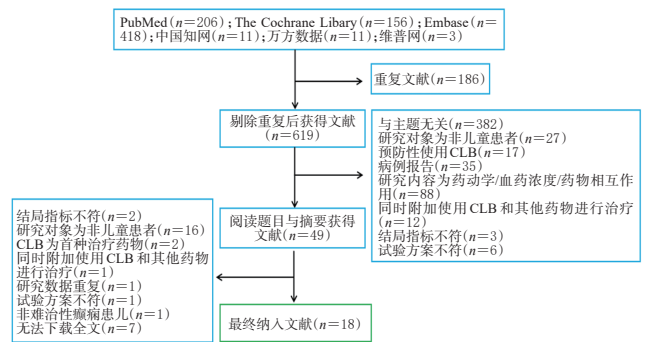 PubMed(n=206);The Cochrane Libary(n=156);Embase(n=
418);中国知网(n=11);万方数据(n=11);维普网(n=3)
重复文献(n=186)
剔除重复后获得文献
(n=619)
与主题无关(n=382)
研究对象为非儿童患者(n=27)
预防性使用CLB(n=17)
病例报告(n=35)
研究内容为药动学/血药浓度/药物相互作
用(n=88)
同时附加使用CLB和其他药物进行治疗
(n=12)
结局指标不符(n=3)
试验方案不符(n=6)
阅读题目与摘要获得
文献(n=49)
结局指标不符(n=2)
研究对象为非儿童患者(n=16)
CLB为首种治疗药物(n=2)
同时附加使用CLB和其他药物
进行治疗(n=1)
研究数据重复(n=1)
试验方案不符(n=1)
非难治性癫痫患儿(n=1)
无法下载全文(n=7)
最终纳入文献(n=18)